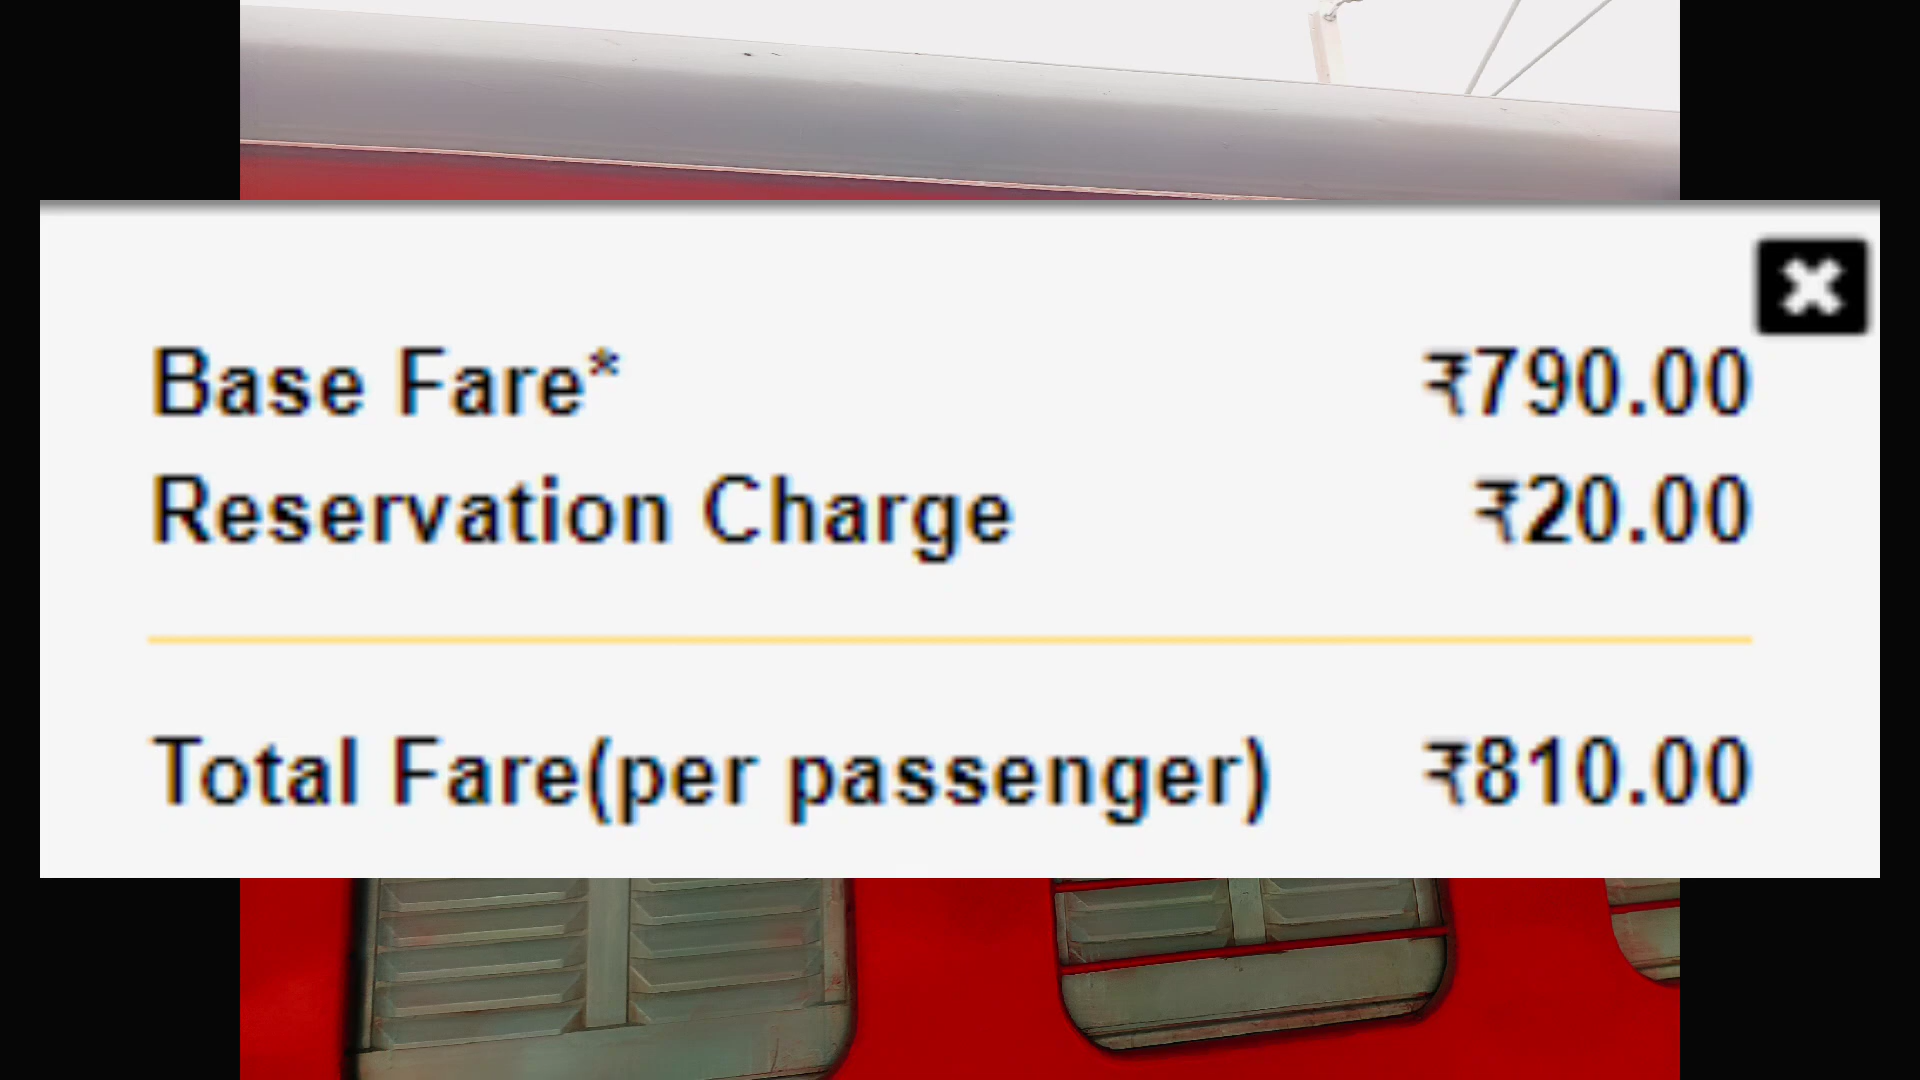 Base Fare* ₹790.00
Reservation Charge ₹20.00
Total Fare(per passenger) ₹810.00